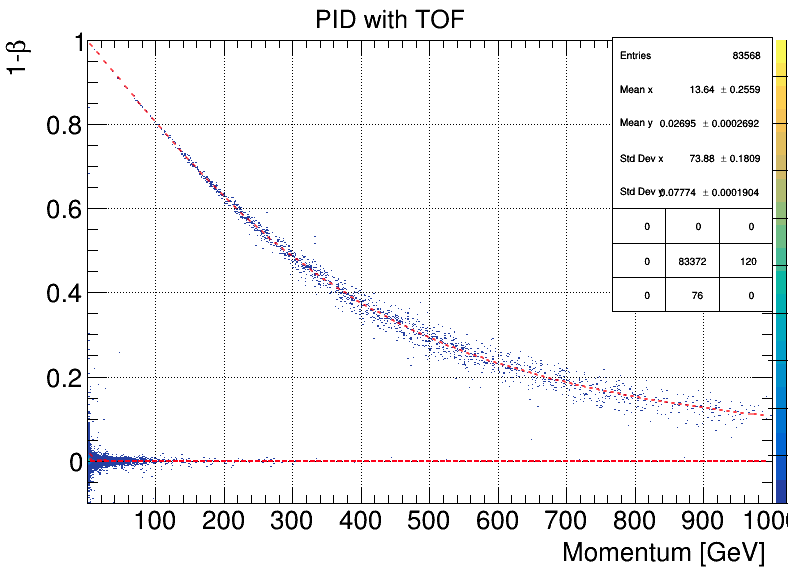 PID with TOF
1-β
1
0.8
0.6
0.4
0.2
0
100 200 300 400 500 600 700 800 900 100
Momentum [GeV]
Entries 83568
Mean x 13.64 ± 0.2559
Mean y 0.02695 ± 0.0002692
Std Dev x 73.88 ± 0.1809
Std Dev y 0.07774 ± 0.0001904
0 0 0
0 83372 120
0 76 0